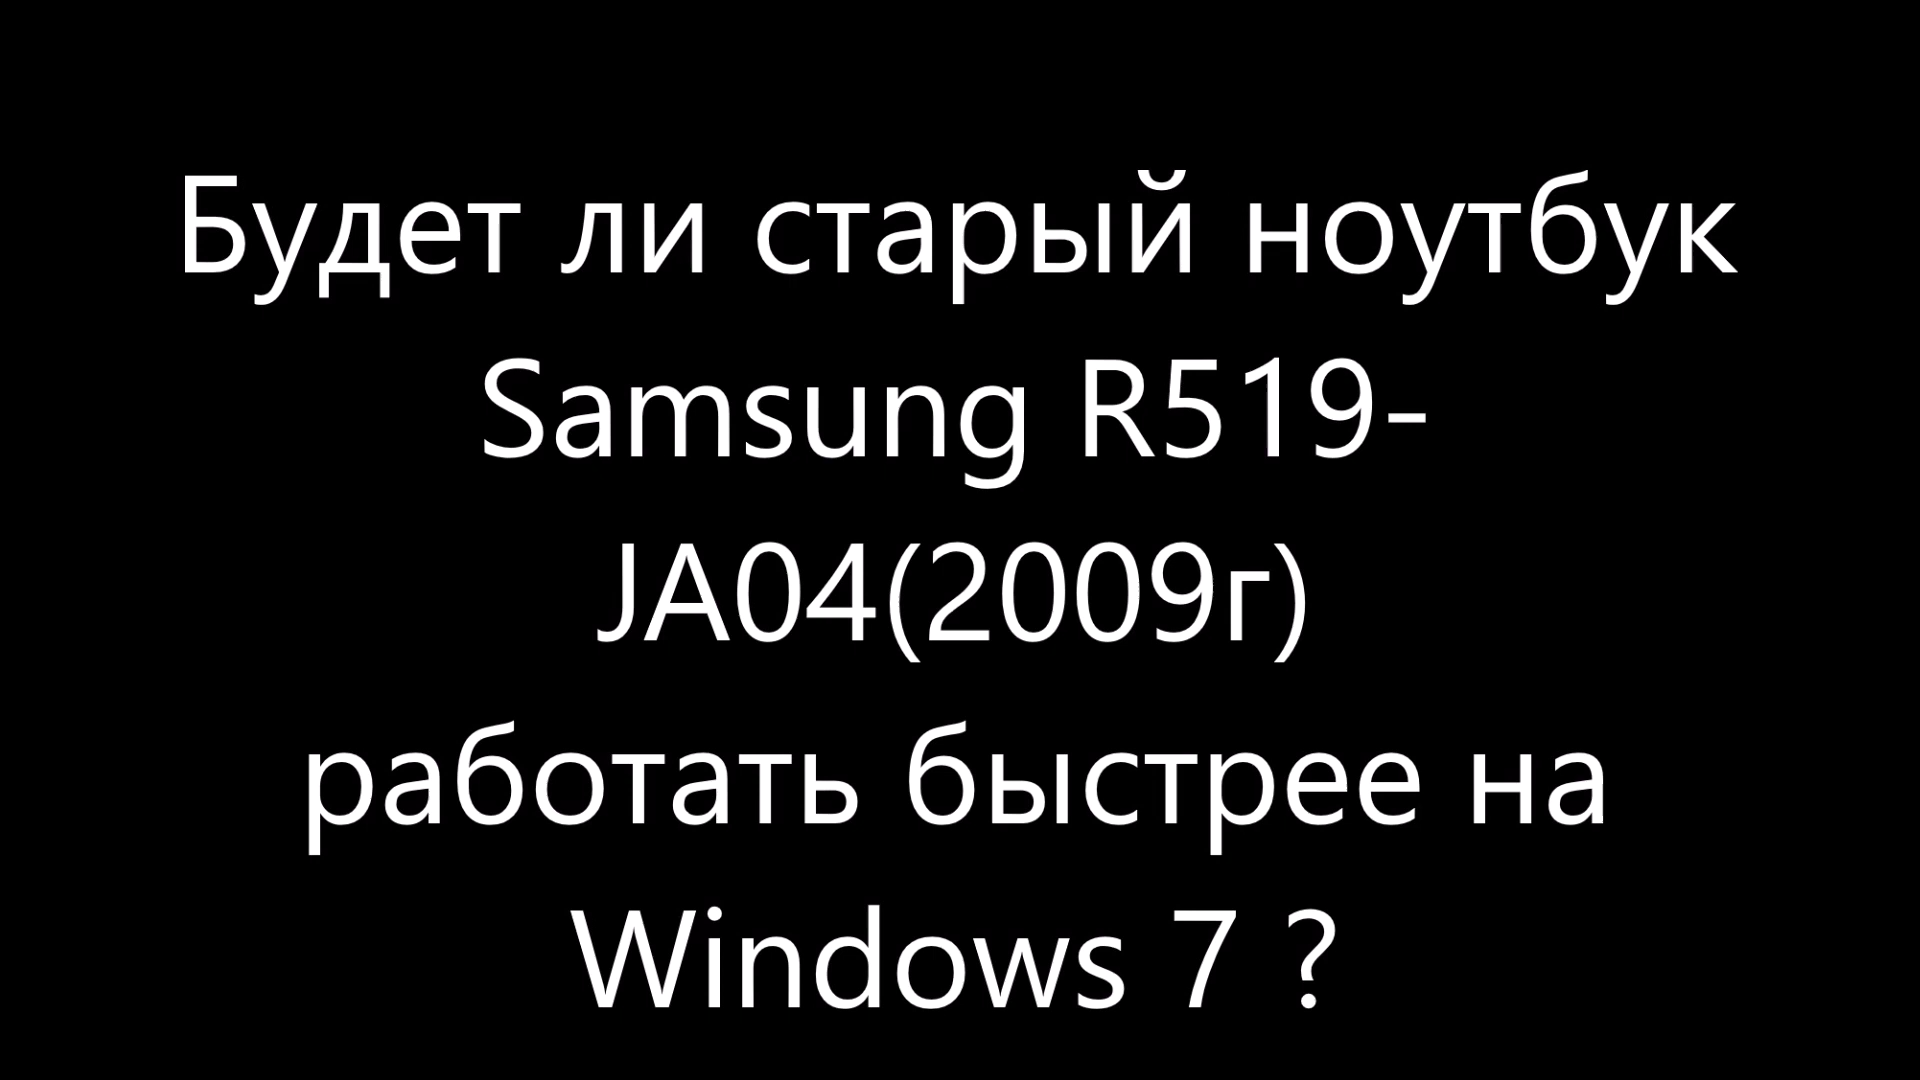 Будет ли старый ноутбук
Samsung R519-
JA04(2009г)
работать быстрее на
Windows 7 ?